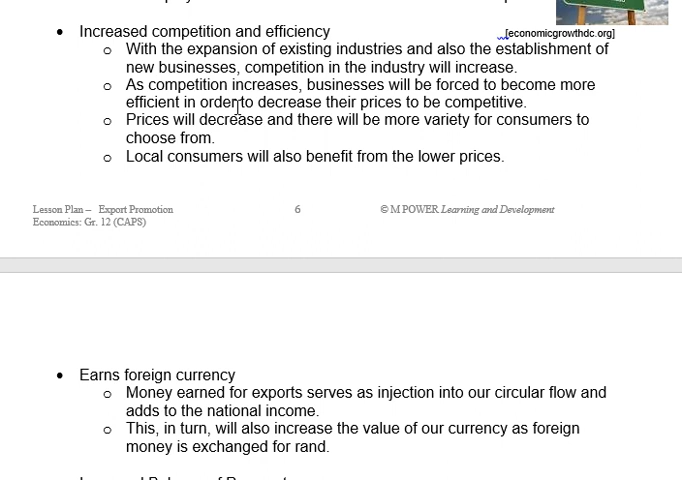 [economicgrowthdc.org]
• Increased competition and efficiency
o With the expansion of existing industries and also the establishment of
new businesses, competition in the industry will increase.
o As competition increases, businesses will be forced to become more
efficient in order to decrease their prices to be competitive.
o Prices will decrease and there will be more variety for consumers to
choose from.
o Local consumers will also benefit from the lower prices.
Lesson Plan – Export Promotion 6 © M POWER Learning and Development
Economics: Gr. 12 (CAPS)
• Earns foreign currency
o Money earned for exports serves as injection into our circular flow and
adds to the national income.
o This, in turn, will also increase the value of our currency as foreign
money is exchanged for rand.